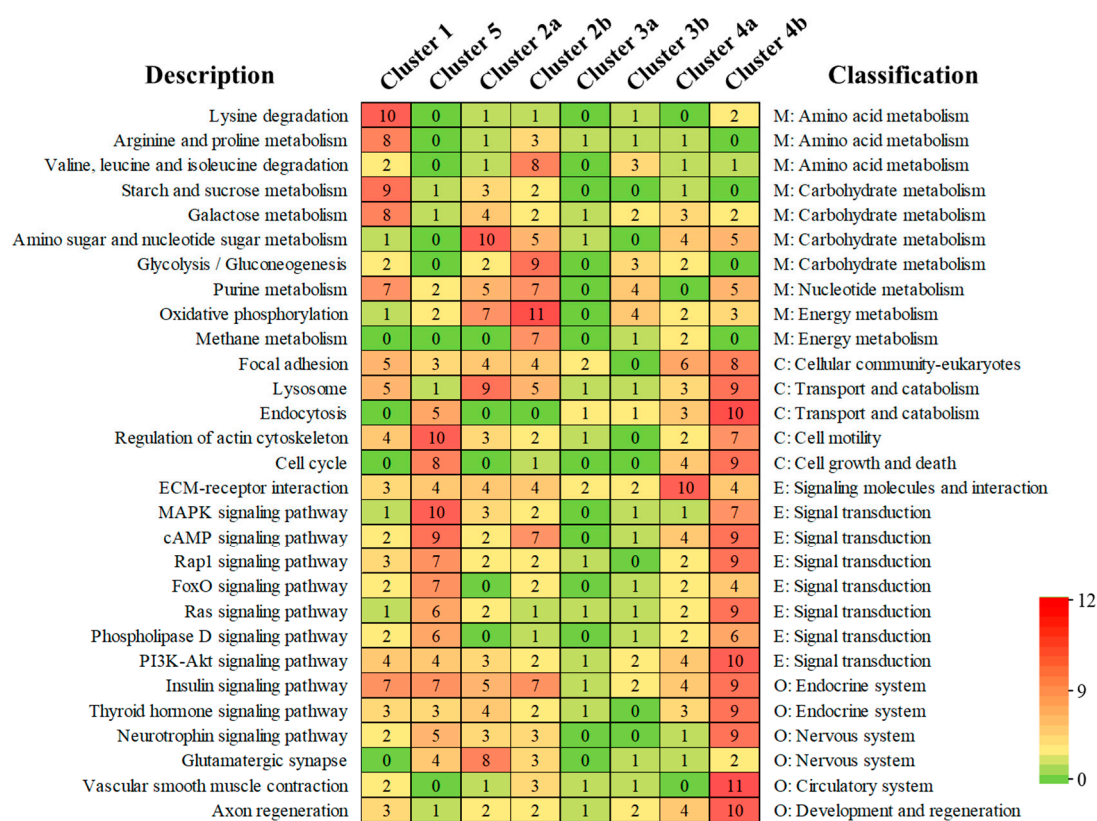 Description Cluster 1 Cluster 5 Cluster 2a Cluster 2b Cluster 3a Cluster 3b Cluster 4a Cluster 4b Classification
Lysine degradation 10 0 1 1 0 1 0 2 M: Amino acid metabolism
Arginine and proline metabolism 8 0 1 3 1 1 1 0 M: Amino acid metabolism
Valine, leucine and isoleucine degradation 2 0 1 8 0 3 1 1 M: Amino acid metabolism
Starch and sucrose metabolism 9 1 3 2 0 0 1 0 M: Carbohydrate metabolism
Galactose metabolism 8 1 4 2 1 2 3 2 M: Carbohydrate metabolism
Amino sugar and nucleotide sugar metabolism 1 0 10 5 1 0 4 5 M: Carbohydrate metabolism
Glycolysis / Gluconeogenesis 2 0 2 9 0 3 2 0 M: Carbohydrate metabolism
Purine metabolism 7 2 5 7 0 4 0 5 M: Nucleotide metabolism
Oxidative phosphorylation 1 2 7 11 0 4 2 3 M: Energy metabolism
Methane metabolism 0 0 0 7 0 1 2 0 M: Energy metabolism
Focal adhesion 5 3 4 4 2 0 6 8 C: Cellular community-eukaryotes
Lysosome 5 1 9 5 1 1 3 9 C: Transport and catabolism
Endocytosis 0 5 0 0 1 1 3 10 C: Transport and catabolism
Regulation of actin cytoskeleton 4 10 3 2 1 0 2 7 C: Cell motility
Cell cycle 0 8 0 1 0 0 4 9 C: Cell growth and death
ECM-receptor interaction 3 4 4 4 2 2 10 4 E: Signaling molecules and interaction
MAPK signaling pathway 1 10 3 2 0 1 1 7 E: Signal transduction
cAMP signaling pathway 2 9 2 7 0 1 4 9 E: Signal transduction
Rap1 signaling pathway 3 7 2 2 1 0 2 9 E: Signal transduction
FoxO signaling pathway 2 7 0 2 0 1 2 4 E: Signal transduction
Ras signaling pathway 1 6 2 1 1 1 2 9 E: Signal transduction
Phospholipase D signaling pathway 2 6 0 1 0 1 2 6 E: Signal transduction
PI3K-Akt signaling pathway 4 4 3 2 1 2 4 10 E: Signal transduction
Insulin signaling pathway 7 7 5 7 1 2 4 9 O: Endocrine system
Thyroid hormone signaling pathway 3 3 4 2 1 0 3 9 O: Endocrine system
Neurotrophin signaling pathway 2 5 3 3 0 0 1 9 O: Nervous system
Glutamatergic synapse 0 4 8 3 0 1 1 2 O: Nervous system
Vascular smooth muscle contraction 2 0 1 3 1 1 0 11 O: Circulatory system
Axon regeneration 3 1 2 2 1 2 4 10 O: Development and regeneration
12
9
0